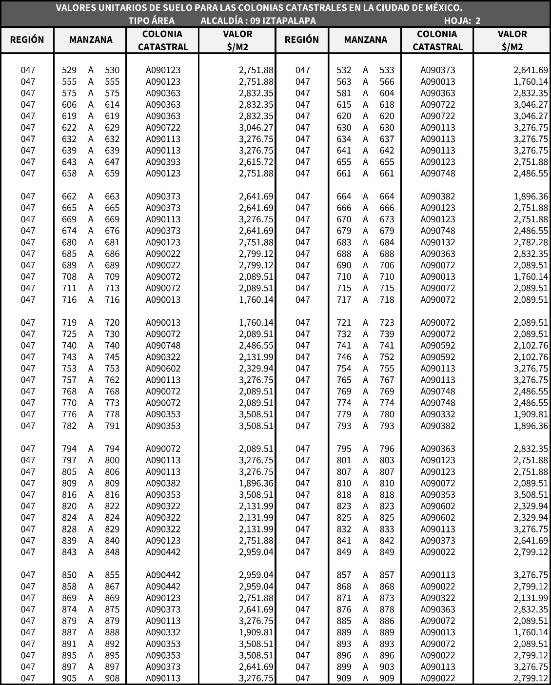 VALORES UNITARIOS DE SUELO PARA LAS COLONIAS CATASTRALES EN LA CIUDAD DE MÉXICO.
TIPO ÁREA ALCALDÍA : 09 IZTAPALAPA HOJA: 2
REGIÓN MANZANA COLONIA CATASTRAL VALOR $/M2 REGIÓN MANZANA COLONIA CATASTRAL VALOR $/M2
047 529 A 530 A090123 2,751.88 047 532 A 533 A090373 2,641.69
047 555 A 555 A090123 2,751.88 047 563 A 566 A090013 1,760.14
047 575 A 575 A090363 2,832.35 047 581 A 604 A090363 2,832.35
047 606 A 614 A090363 2,832.35 047 615 A 618 A090722 3,046.27
047 619 A 619 A090363 2,832.35 047 620 A 620 A090722 3,046.27
047 622 A 629 A090722 3,046.27 047 630 A 630 A090113 3,276.75
047 632 A 632 A090113 3,276.75 047 634 A 637 A090113 3,276.75
047 639 A 639 A090113 3,276.75 047 641 A 642 A090113 3,276.75
047 643 A 647 A090393 2,615.72 047 655 A 655 A090123 2,751.88
047 658 A 659 A090123 2,751.88 047 661 A 661 A090748 2,486.55
047 662 A 663 A090373 2,641.69 047 664 A 664 A090382 1,896.36
047 665 A 665 A090373 2,641.69 047 666 A 666 A090123 2,751.88
047 669 A 669 A090113 3,276.75 047 670 A 673 A090123 2,751.88
047 674 A 676 A090373 2,641.69 047 679 A 679 A090748 2,486.55
047 680 A 681 A090123 2,751.88 047 683 A 684 A090132 2,782.28
047 685 A 686 A090022 2,799.12 047 688 A 688 A090363 2,832.35
047 689 A 689 A090022 2,799.12 047 690 A 706 A090072 2,089.51
047 708 A 709 A090072 2,089.51 047 710 A 710 A090013 1,760.14
047 711 A 713 A090072 2,089.51 047 715 A 715 A090072 2,089.51
047 716 A 716 A090013 1,760.14 047 717 A 718 A090072 2,089.51
047 719 A 720 A090013 1,760.14 047 721 A 723 A090072 2,089.51
047 725 A 730 A090072 2,089.51 047 732 A 739 A090072 2,089.51
047 740 A 740 A090748 2,486.55 047 741 A 741 A090592 2,102.76
047 743 A 745 A090322 2,131.99 047 746 A 752 A090592 2,102.76
047 753 A 753 A090602 2,329.94 047 754 A 755 A090113 3,276.75
047 757 A 762 A090113 3,276.75 047 765 A 767 A090113 3,276.75
047 768 A 768 A090072 2,089.51 047 769 A 769 A090748 2,486.55
047 770 A 773 A090072 2,089.51 047 774 A 774 A090748 2,486.55
047 776 A 778 A090353 3,508.51 047 779 A 780 A090332 1,909.81
047 782 A 791 A090353 3,508.51 047 793 A 793 A090382 1,896.36
047 794 A 794 A090072 2,089.51 047 795 A 796 A090363 2,832.35
047 797 A 800 A090113 3,276.75 047 801 A 803 A090123 2,751.88
047 805 A 806 A090113 3,276.75 047 807 A 807 A090123 2,751.88
047 809 A 809 A090382 1,896.36 047 810 A 810 A090072 2,089.51
047 816 A 816 A090353 3,508.51 047 818 A 818 A090353 3,508.51
047 820 A 822 A090322 2,131.99 047 823 A 823 A090602 2,329.94
047 824 A 824 A090322 2,131.99 047 825 A 825 A090602 2,329.94
047 828 A 829 A090322 2,131.99 047 832 A 833 A090113 3,276.75
047 839 A 840 A090123 2,751.88 047 841 A 842 A090373 2,641.69
047 843 A 848 A090442 2,959.04 047 849 A 849 A090022 2,799.12
047 850 A 855 A090442 2,959.04 047 857 A 857 A090113 3,276.75
047 858 A 867 A090442 2,959.04 047 868 A 868 A090022 2,799.12
047 869 A 869 A090123 2,751.88 047 871 A 873 A090322 2,131.99
047 874 A 875 A090373 2,641.69 047 876 A 878 A090363 2,832.35
047 879 A 879 A090113 3,276.75 047 885 A 886 A090072 2,089.51
047 887 A 888 A090332 1,909.81 047 889 A 889 A090013 1,760.14
047 891 A 892 A090353 3,508.51 047 893 A 893 A090072 2,089.51
047 895 A 895 A090353 3,508.51 047 896 A 896 A090022 2,799.12
047 897 A 897 A090373 2,641.69 047 899 A 903 A090113 3,276.75
047 905 A 908 A090113 3,276.75 047 909 A 909 A090022 2,799.12